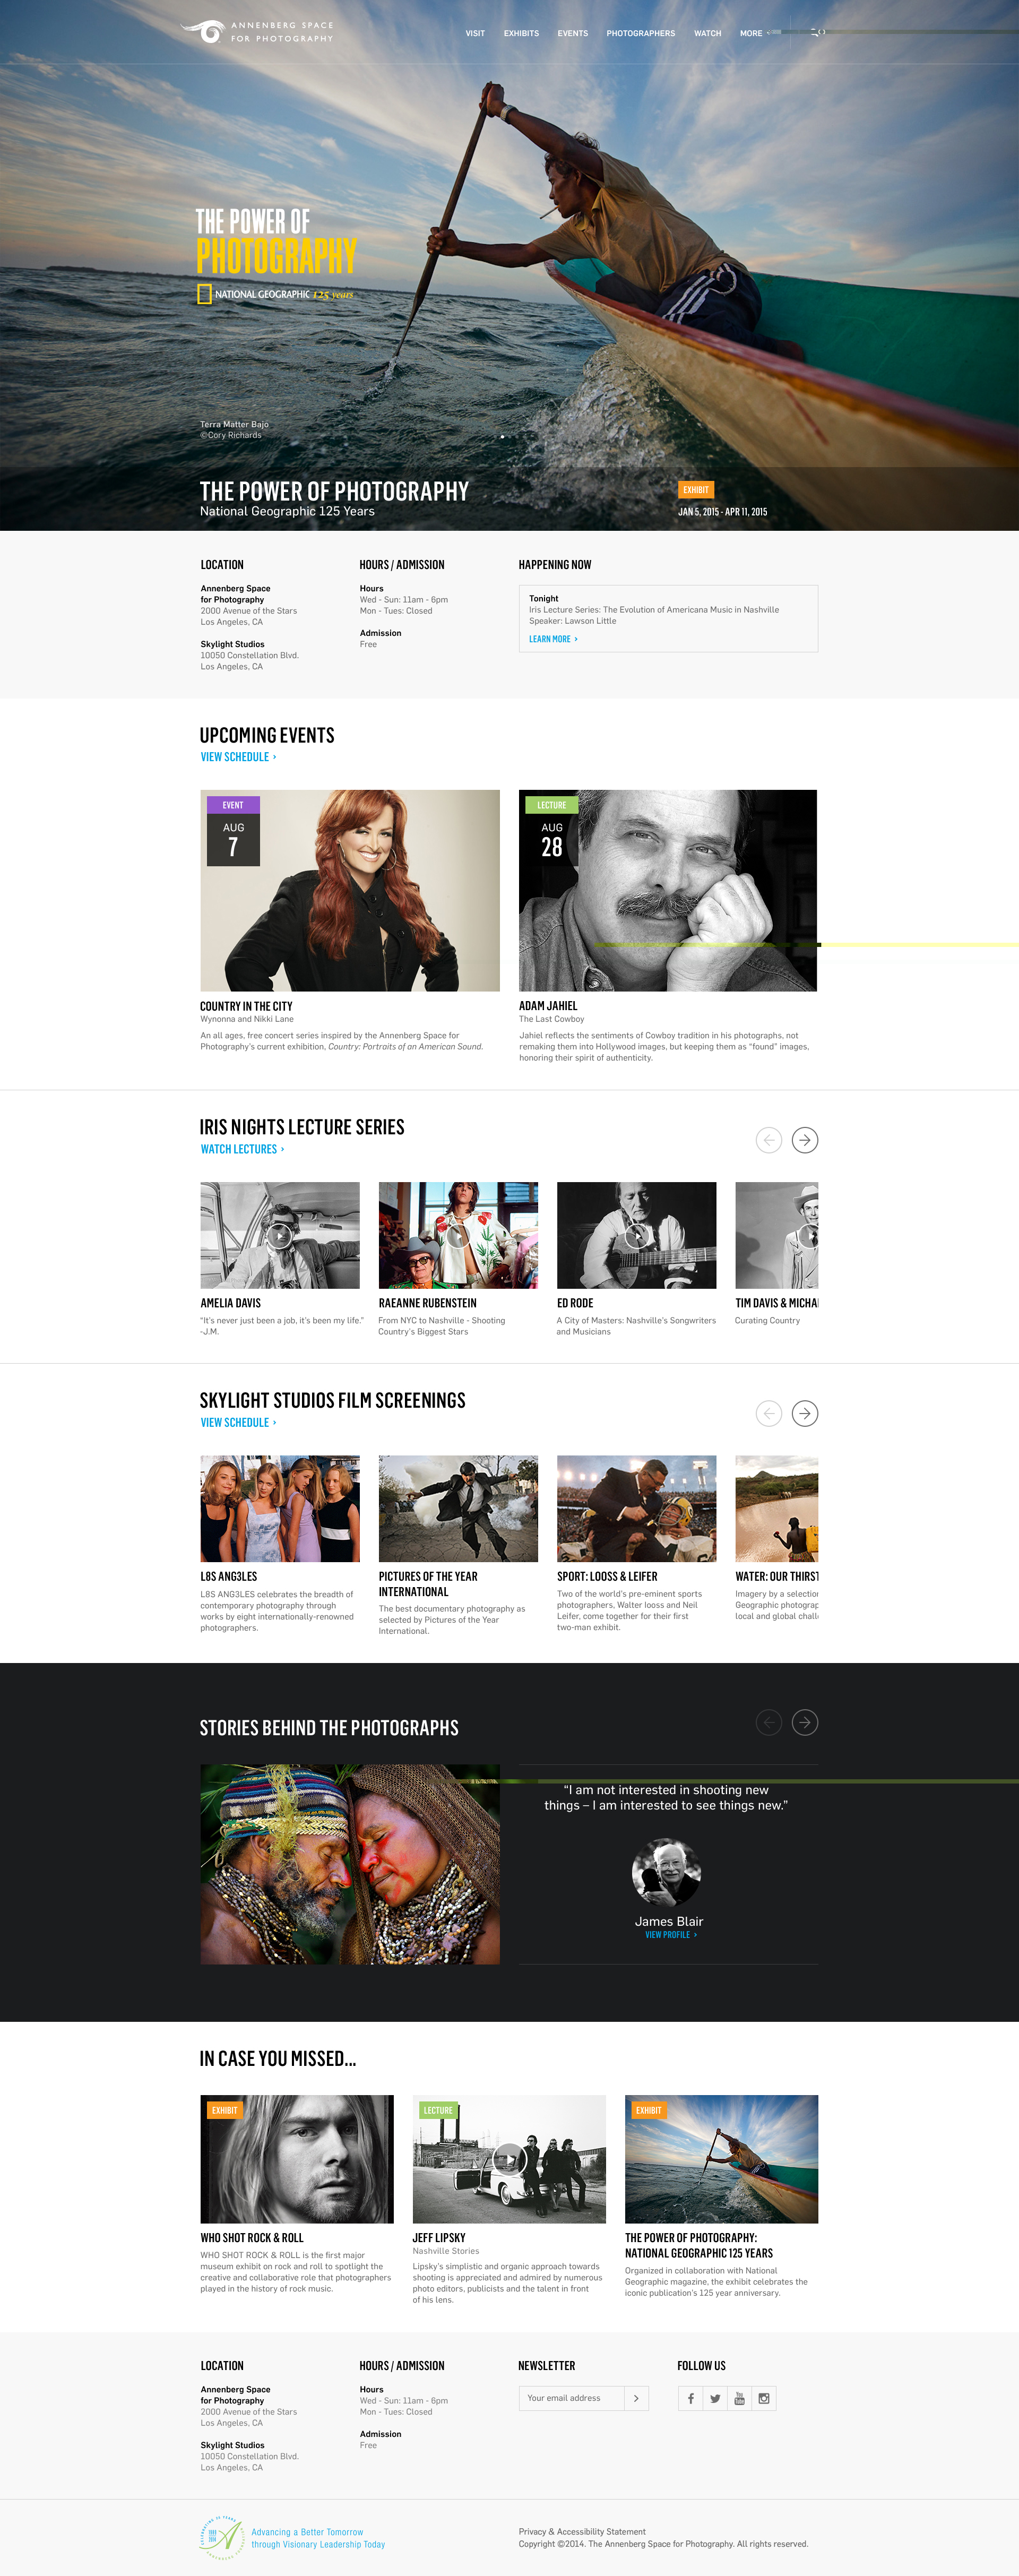 ANNENBERG SPACE
FOR PHOTOGRAPHY
VISIT EXHIBITS EVENTS PHOTOGRAPHERS WATCH MORE
THE POWER OF
PHOTOGRAPHY
NATIONAL GEOGRAPHIC 125 years
Terra Matter Bajo
©Cory Richards
THE POWER OF PHOTOGRAPHY
National Geographic 125 Years
EXHIBIT
JAN 5, 2015 - APR 11, 2015
LOCATION
Annenberg Space
for Photography
2000 Avenue of the Stars
Los Angeles, CA
Skylight Studios
10050 Constellation Blvd.
Los Angeles, CA
HOURS / ADMISSION
Hours
Wed - Sun: 11am - 6pm
Mon - Tues: Closed
Admission
Free
HAPPENING NOW
Tonight
Iris Lecture Series: The Evolution of Americana Music in Nashville
Speaker: Lawson Little
LEARN MORE >
UPCOMING EVENTS
VIEW SCHEDULE >
EVENT
AUG
7
COUNTRY IN THE CITY
Wynonna and Nikki Lane
An all ages, free concert series inspired by the Annenberg Space for
Photography's current exhibition, Country: Portraits of an American Sound.
LECTURE
AUG
28
ADAM JAHIEL
The Last Cowboy
Jahiel reflects the sentiments of Cowboy tradition in his photographs, not
remaking them into Hollywood images, but keeping them as "found" images,
honoring their spirit of authenticity.
IRIS NIGHTS LECTURE SERIES
WATCH LECTURES >
AMELIA DAVIS
"It's never just been a job, it's been my life."
-J.M.
RAEANNE RUBENSTEIN
From NYC to Nashville - Shooting
Country's Biggest Stars
ED RODE
A City of Masters: Nashville's Songwriters
and Musicians
TIM DAVIS & MICHA
Curating Country
SKYLIGHT STUDIOS FILM SCREENINGS
VIEW SCHEDULE >
L8S ANG3LES
L8S ANG3LES celebrates the breadth of
contemporary photography through
works by eight internationally-renowned
photographers.
PICTURES OF THE YEAR
INTERNATIONAL
The best documentary photography as
selected by Pictures of the Year
International.
SPORT: LOOSS & LEIFER
Two of the world's pre-eminent sports
photographers, Walter looss and Neil
Leifer, come together for their first
two-man exhibit.
WATER: OUR THIRST
Imagery by a selection
Geographic photograp
local and global challe
STORIES BEHIND THE PHOTOGRAPHS
"I am not interested in shooting new
things – I am interested to see things new."
James Blair
VIEW PROFILE >
IN CASE YOU MISSED...
EXHIBIT
WHO SHOT ROCK & ROLL
WHO SHOT ROCK & ROLL is the first major
museum exhibit on rock and roll to spotlight the
creative and collaborative role that photographers
played in the history of rock music.
LECTURE
JEFF LIPSKY
Nashville Stories
Lipsky's simplistic and organic approach towards
shooting is appreciated and admired by numerous
photo editors, publicists and the talent in front
of his lens.
EXHIBIT
THE POWER OF PHOTOGRAPHY:
NATIONAL GEOGRAPHIC 125 YEARS
Organized in collaboration with National
Geographic magazine, the exhibit celebrates the
iconic publication's 125 year anniversary.
LOCATION
Annenberg Space
for Photography
2000 Avenue of the Stars
Los Angeles, CA
Skylight Studios
10050 Constellation Blvd.
Los Angeles, CA
HOURS / ADMISSION
Hours
Wed - Sun: 11am - 6pm
Mon - Tues: Closed
Admission
Free
NEWSLETTER
Your email address >
FOLLOW US
You Tube
Advancing a Better Tomorrow
through Visionary Leadership Today
Privacy & Accessibility Statement
Copyright ©2014. The Annenberg Space for Photography. All rights reserved.